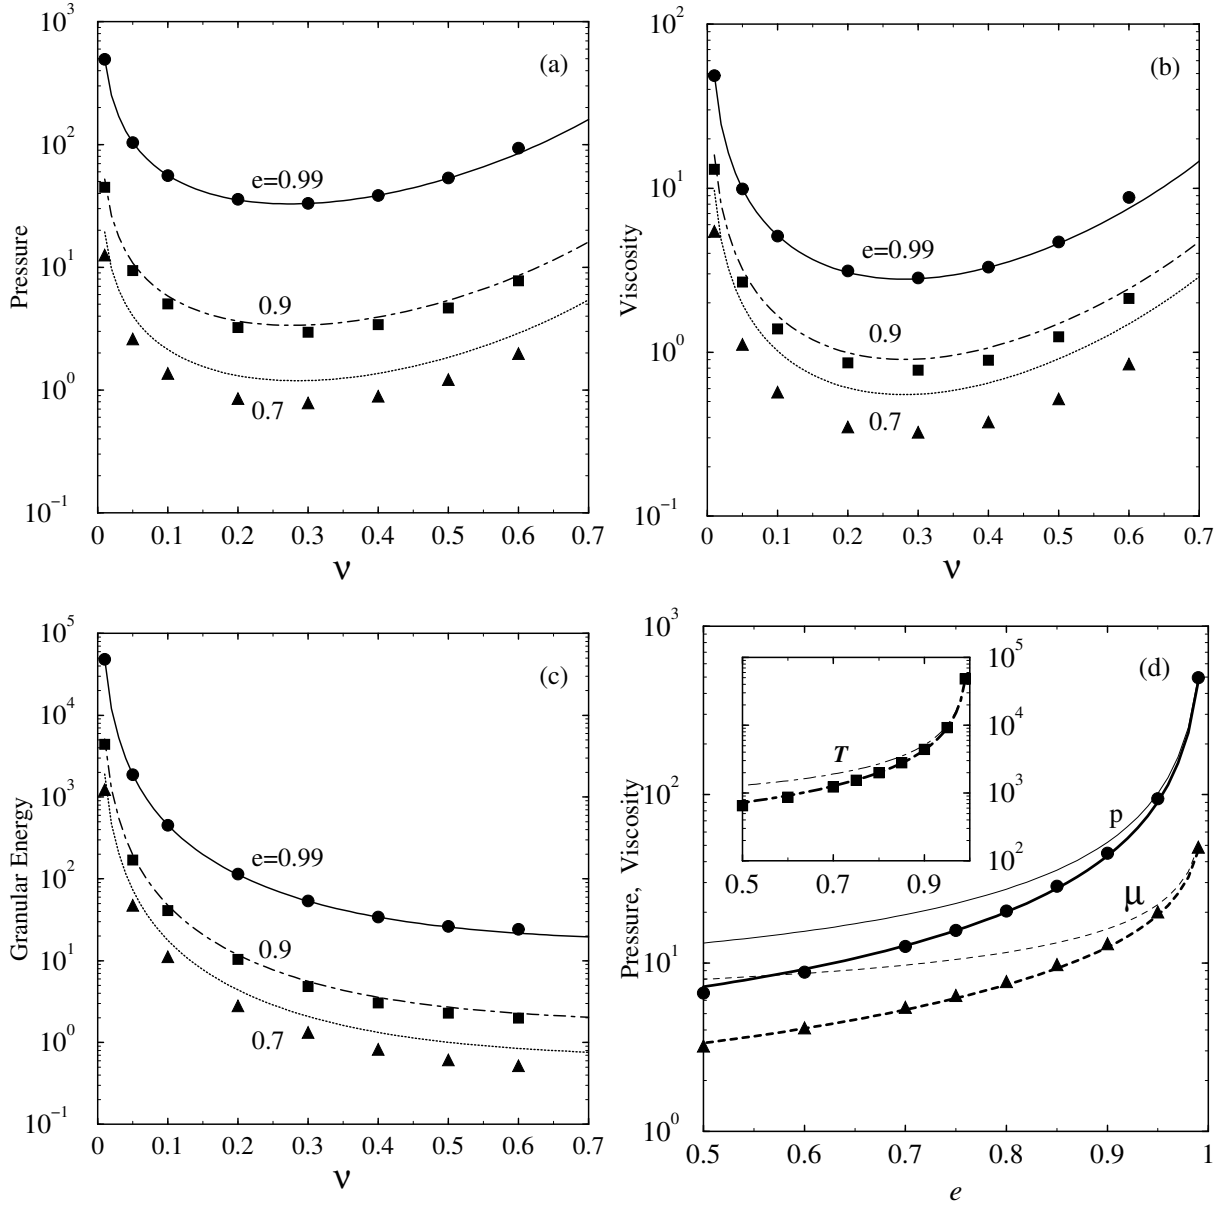 10^3
10^2
10^1
10^0
10^-1
Pressure
(a)
e=0.99
0.9
0.7
0 0.1 0.2 0.3 0.4 0.5 0.6 0.7
ν
10^2
10^1
10^0
10^-1
Viscosity
(b)
e=0.99
0.9
0.7
0 0.1 0.2 0.3 0.4 0.5 0.6 0.7
ν
10^5
10^4
10^3
10^2
10^1
10^0
10^-1
Granular Energy
(c)
e=0.99
0.9
0.7
0 0.1 0.2 0.3 0.4 0.5 0.6 0.7
ν
10^3
10^2
10^1
10^0
Pressure, Viscosity
(d)
10^5
10^4
10^3
10^2
T
0.5 0.7 0.9
p
μ
0.5 0.6 0.7 0.8 0.9 1
e